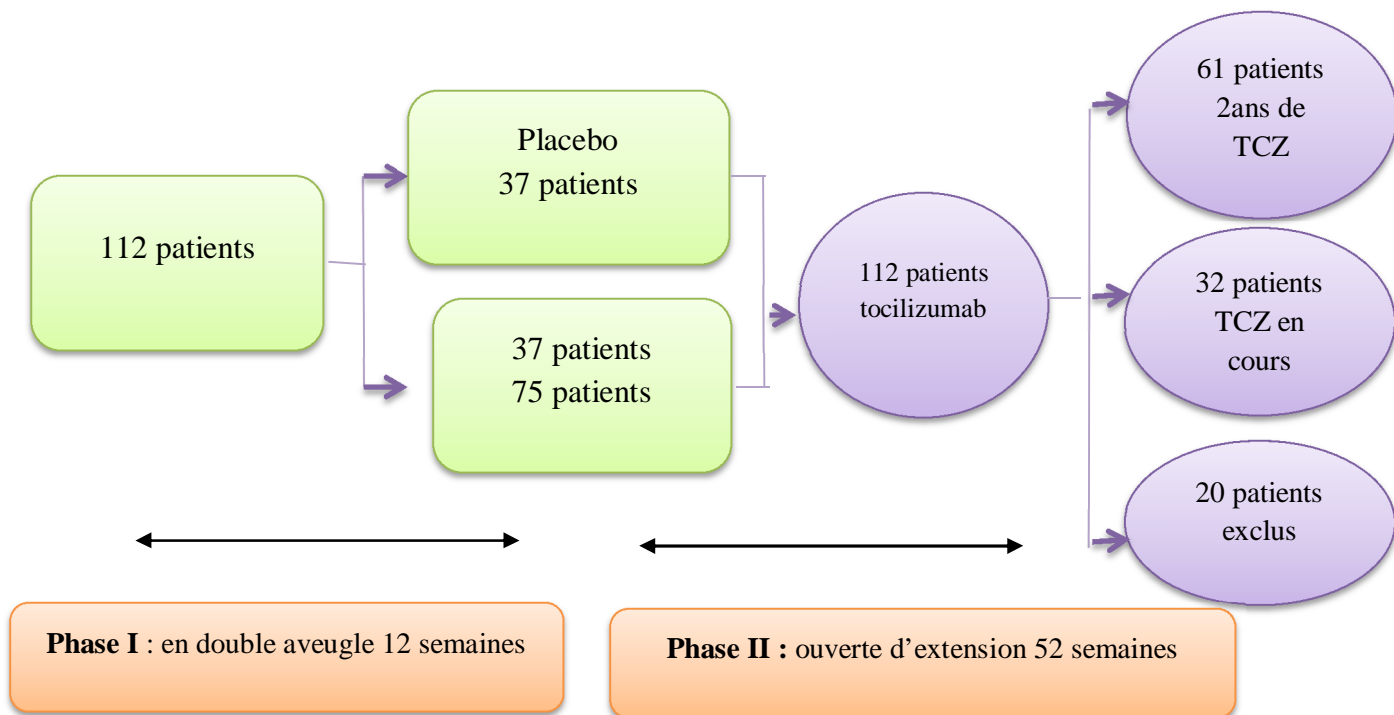 112 patients
Placebo
37 patients
37 patients
75 patients
112 patients
tocilizumab
61 patients
2ans de
TCZ
32 patients
TCZ en
cours
20 patients
exclus
Phase I : en double aveugle 12 semaines
Phase II : ouverte d’extension 52 semaines